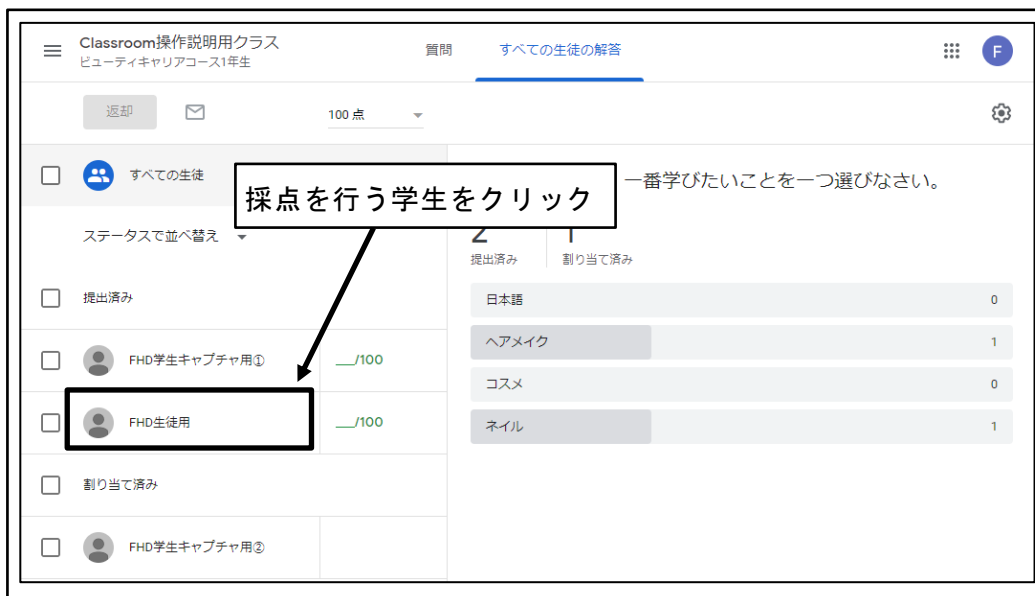 Classroom操作説明用クラス
ビューティキャリアコース1年生
質問
すべての生徒の解答
F
返却
100 点
すべての生徒
採点を行う学生をクリック
一番学びたいことを一つ選びなさい。
ステータスで並べ替え
2
1
提出済み
割り当て済み
提出済み
日本語
0
ヘアメイク
1
FHD学生キャプチャ用①
__/100
コスメ
0
FHD生徒用
__/100
ネイル
1
割り当て済み
FHD学生キャプチャ用②